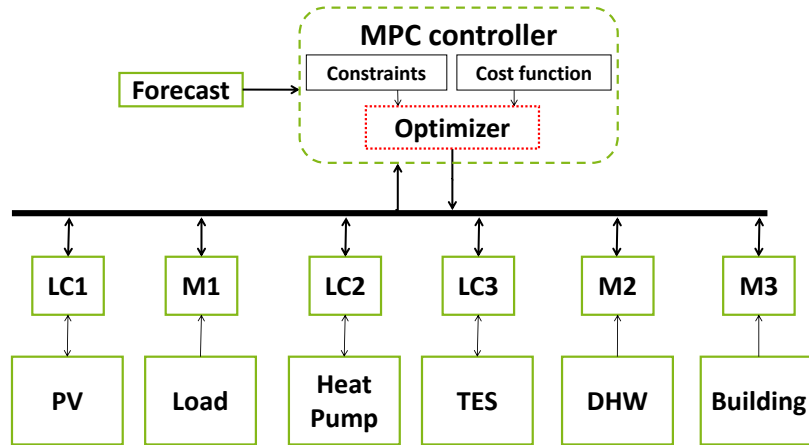 MPC controller
Constraints
Cost function
Forecast
Optimizer
LC1
M1
LC2
LC3
M2
M3
PV
Load
Heat
Pump
TES
DHW
Building